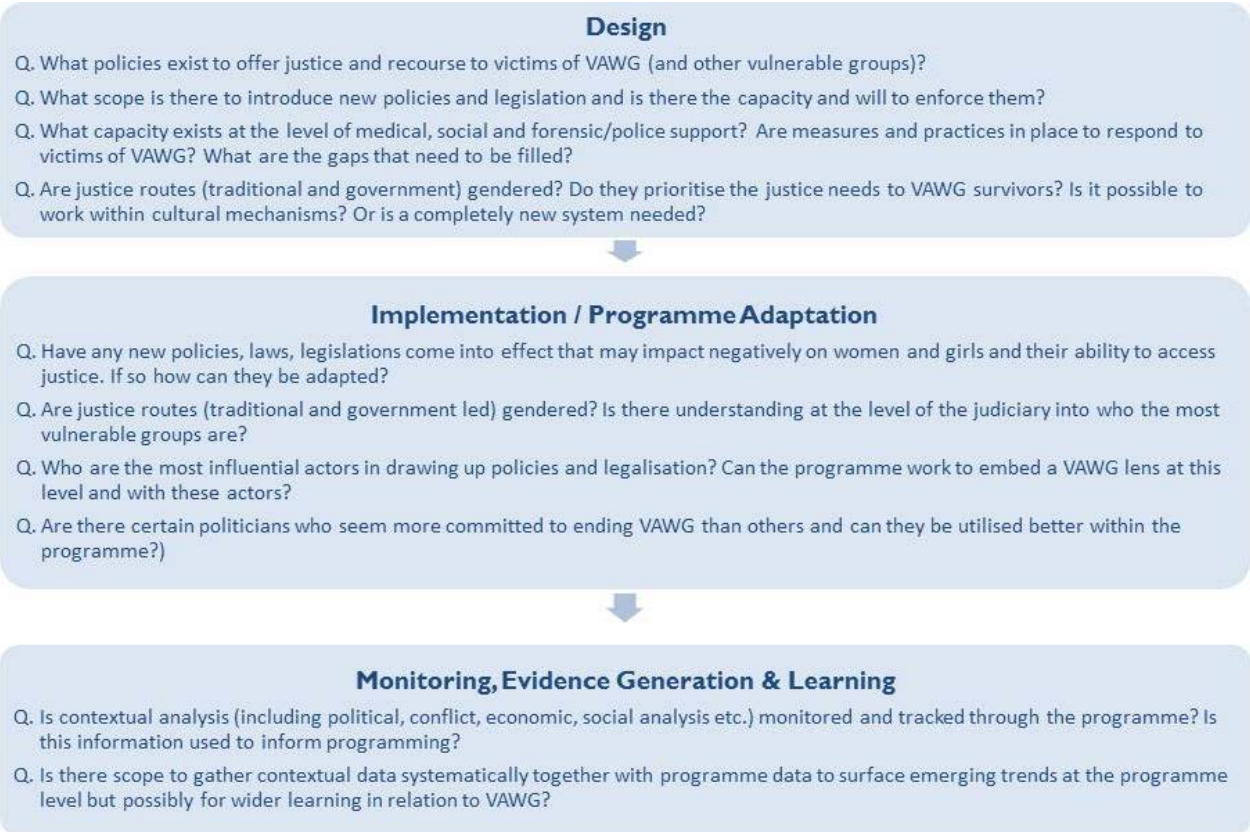 Design
Q. What policies exist to offer justice and recourse to victims of VAWG (and other vulnerable groups)?
Q. What scope is there to introduce new policies and legislation and is there the capacity and will to enforce them?
Q. What capacity exists at the level of medical, social and forensic/police support? Are measures and practices in place to respond to
victims of VAWG? What are the gaps that need to be filled?
Q. Are justice routes (traditional and government) gendered? Do they prioritise the justice needs to VAWG survivors? Is it possible to
work within cultural mechanisms? Or is a completely new system needed?
Implementation / Programme Adaptation
Q. Have any new policies, laws, legislations come into effect that may impact negatively on women and girls and their ability to access
justice. If so how can they be adapted?
Q. Are justice routes (traditional and government led) gendered? Is there understanding at the level of the judiciary into who the most
vulnerable groups are?
Q. Who are the most influential actors in drawing up policies and legalisation? Can the programme work to embed a VAWG lens at this
level and with these actors?
Q. Are there certain politicians who seem more committed to ending VAWG than others and can they be utilised better within the
programme?)
Monitoring, Evidence Generation & Learning
Q. Is contextual analysis (including political, conflict, economic, social analysis etc.) monitored and tracked through the programme? Is
this information used to inform programming?
Q. Is there scope to gather contextual data systematically together with programme data to surface emerging trends at the programme
level but possibly for wider learning in relation to VAWG?